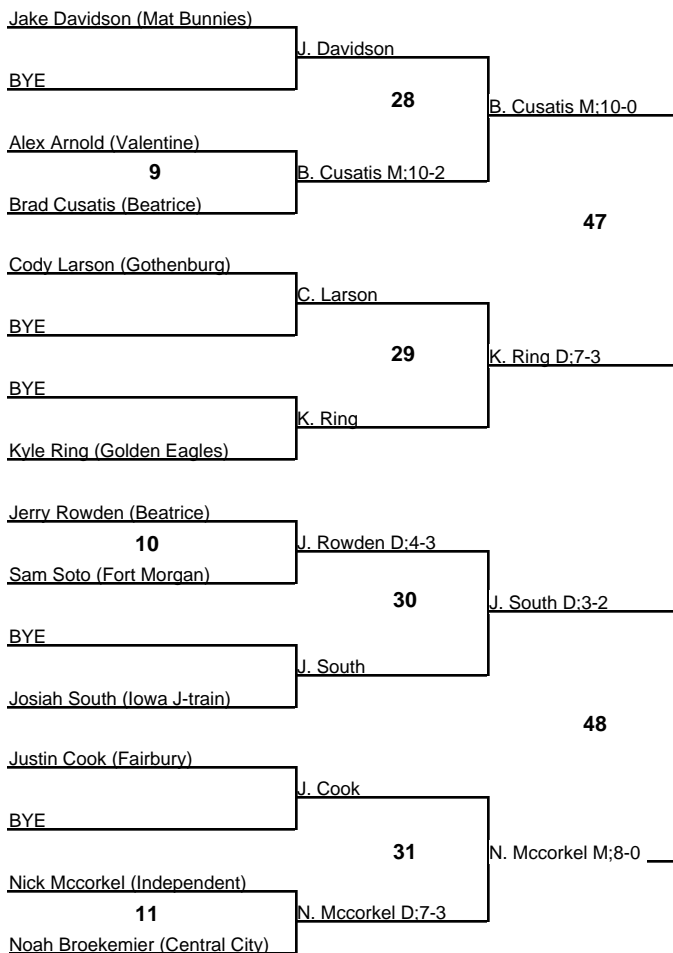 Jake Davidson (Mat Bunnies)
J. Davidson
BYE
28
B. Cusatis M;10-0
Alex Arnold (Valentine)
9
B. Cusatis M;10-2
Brad Cusatis (Beatrice)
47
Cody Larson (Gothenburg)
C. Larson
BYE
29
K. Ring D;7-3
BYE
K. Ring
Kyle Ring (Golden Eagles)
Jerry Rowden (Beatrice)
10
J. Rowden D;4-3
Sam Soto (Fort Morgan)
30
J. South D;3-2
BYE
J. South
Josiah South (Iowa J-train)
48
Justin Cook (Fairbury)
J. Cook
BYE
31
N. Mccorkel M;8-0
Nick Mccorkel (Independent)
11
N. Mccorkel D;7-3
Noah Broekemier (Central City)